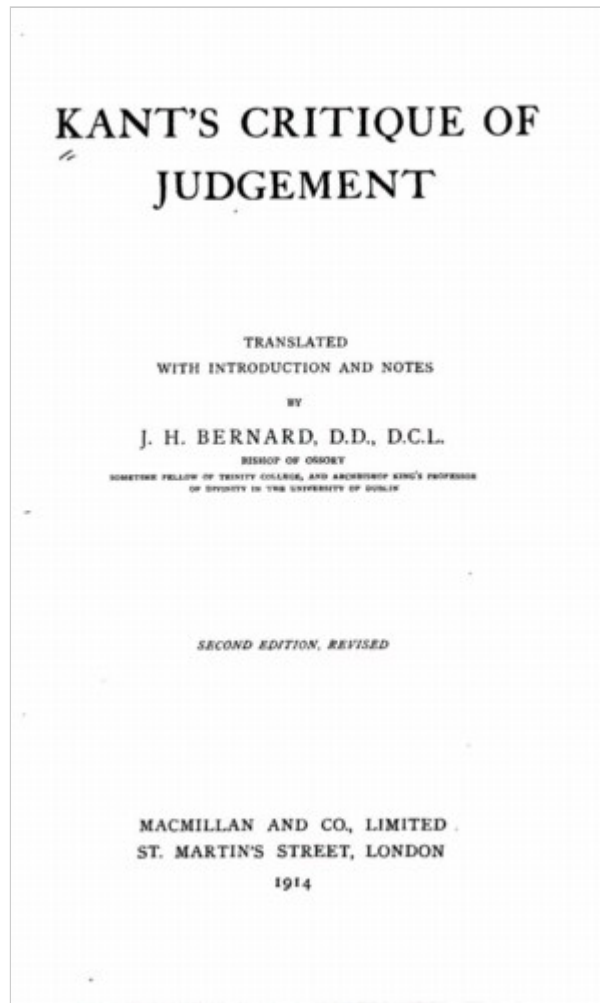 KANT'S CRITIQUE OF
JUDGEMENT
TRANSLATED
WITH INTRODUCTION AND NOTES
BY
J. H. BERNARD, D.D., D.C.L.
BISHOP OF OSSORY
SOMETIME FELLOW OF TRINITY COLLEGE, AND ARCHBISHOP KING'S PROFESSOR
OF DIVINITY IN THE UNIVERSITY OF DUBLIN
SECOND EDITION, REVISED
MACMILLAN AND CO., LIMITED
ST. MARTIN'S STREET, LONDON
1914